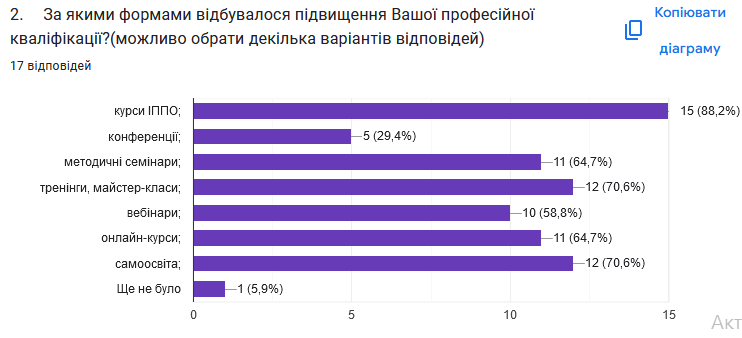 2. За якими формами відбувалося підвищення Вашої професійної
кваліфікації?(можливо обрати декілька варіантів відповідей)
Копіювати
діаграму
17 відповідей
курси ІППО; 15 (88,2%)
конференції; 5 (29,4%)
методичні семінари; 11 (64,7%)
тренінги, майстер-класи; 12 (70,6%)
вебінари; 10 (58,8%)
онлайн-курси; 11 (64,7%)
самоосвіта; 12 (70,6%)
Ще не було 1 (5,9%)
0 5 10 15
Акт